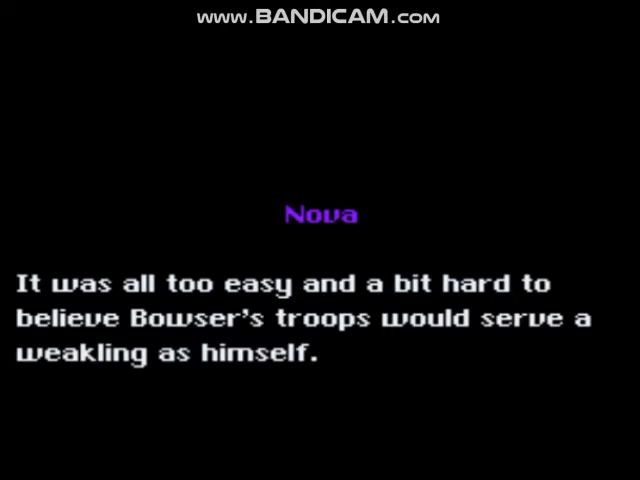 www.BANDICAM.com
Nova
It was all too easy and a bit hard to
believe Bowser's troops would serve a
weakling as himself.